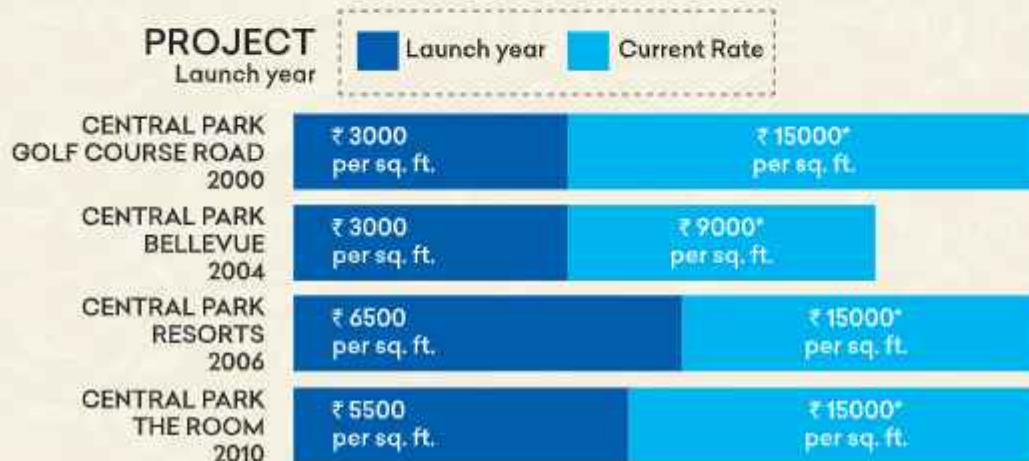 PROJECT
Launch year
Launch year
Current Rate
CENTRAL PARK
GOLF COURSE ROAD
2000
₹ 3000
per sq. ft.
₹ 15000*
per sq. ft.
CENTRAL PARK
BELLEVUE
2004
₹ 3000
per sq. ft.
₹ 9000*
per sq. ft.
CENTRAL PARK
RESORTS
2006
₹ 6500
per sq. ft.
₹ 15000*
per sq. ft.
CENTRAL PARK
THE ROOM
2010
₹ 5500
per sq. ft.
₹ 15000*
per sq. ft.